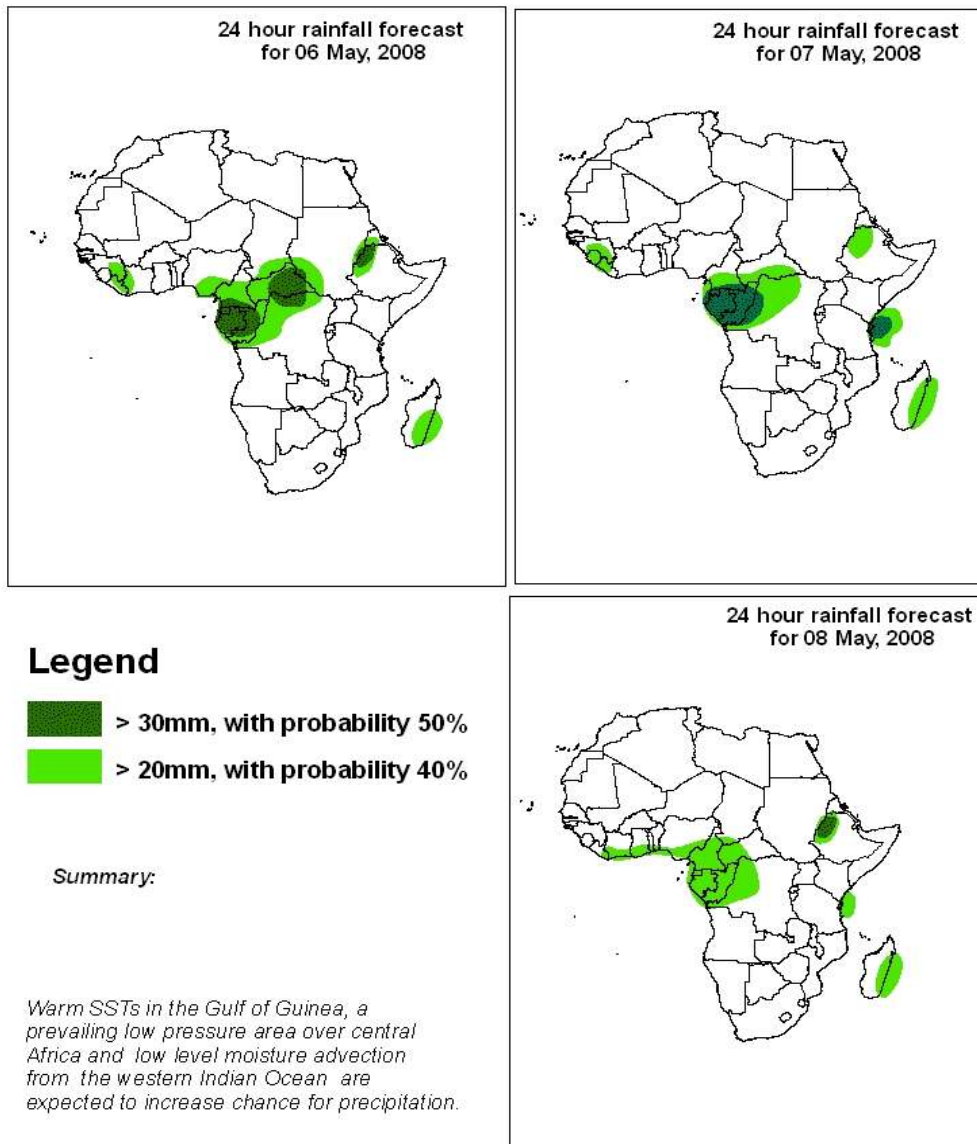 24 hour rainfall forecast
for 06 May, 2008
24 hour rainfall forecast
for 07 May, 2008
Legend
> 30mm, with probability 50%
> 20mm, with probability 40%
Summary:
Warm SSTs in the Gulf of Guinea, a
prevailing low pressure area over central
Africa and low level moisture advection
from the western Indian Ocean are
expected to increase chance for precipitation.
24 hour rainfall forecast
for 08 May, 2008